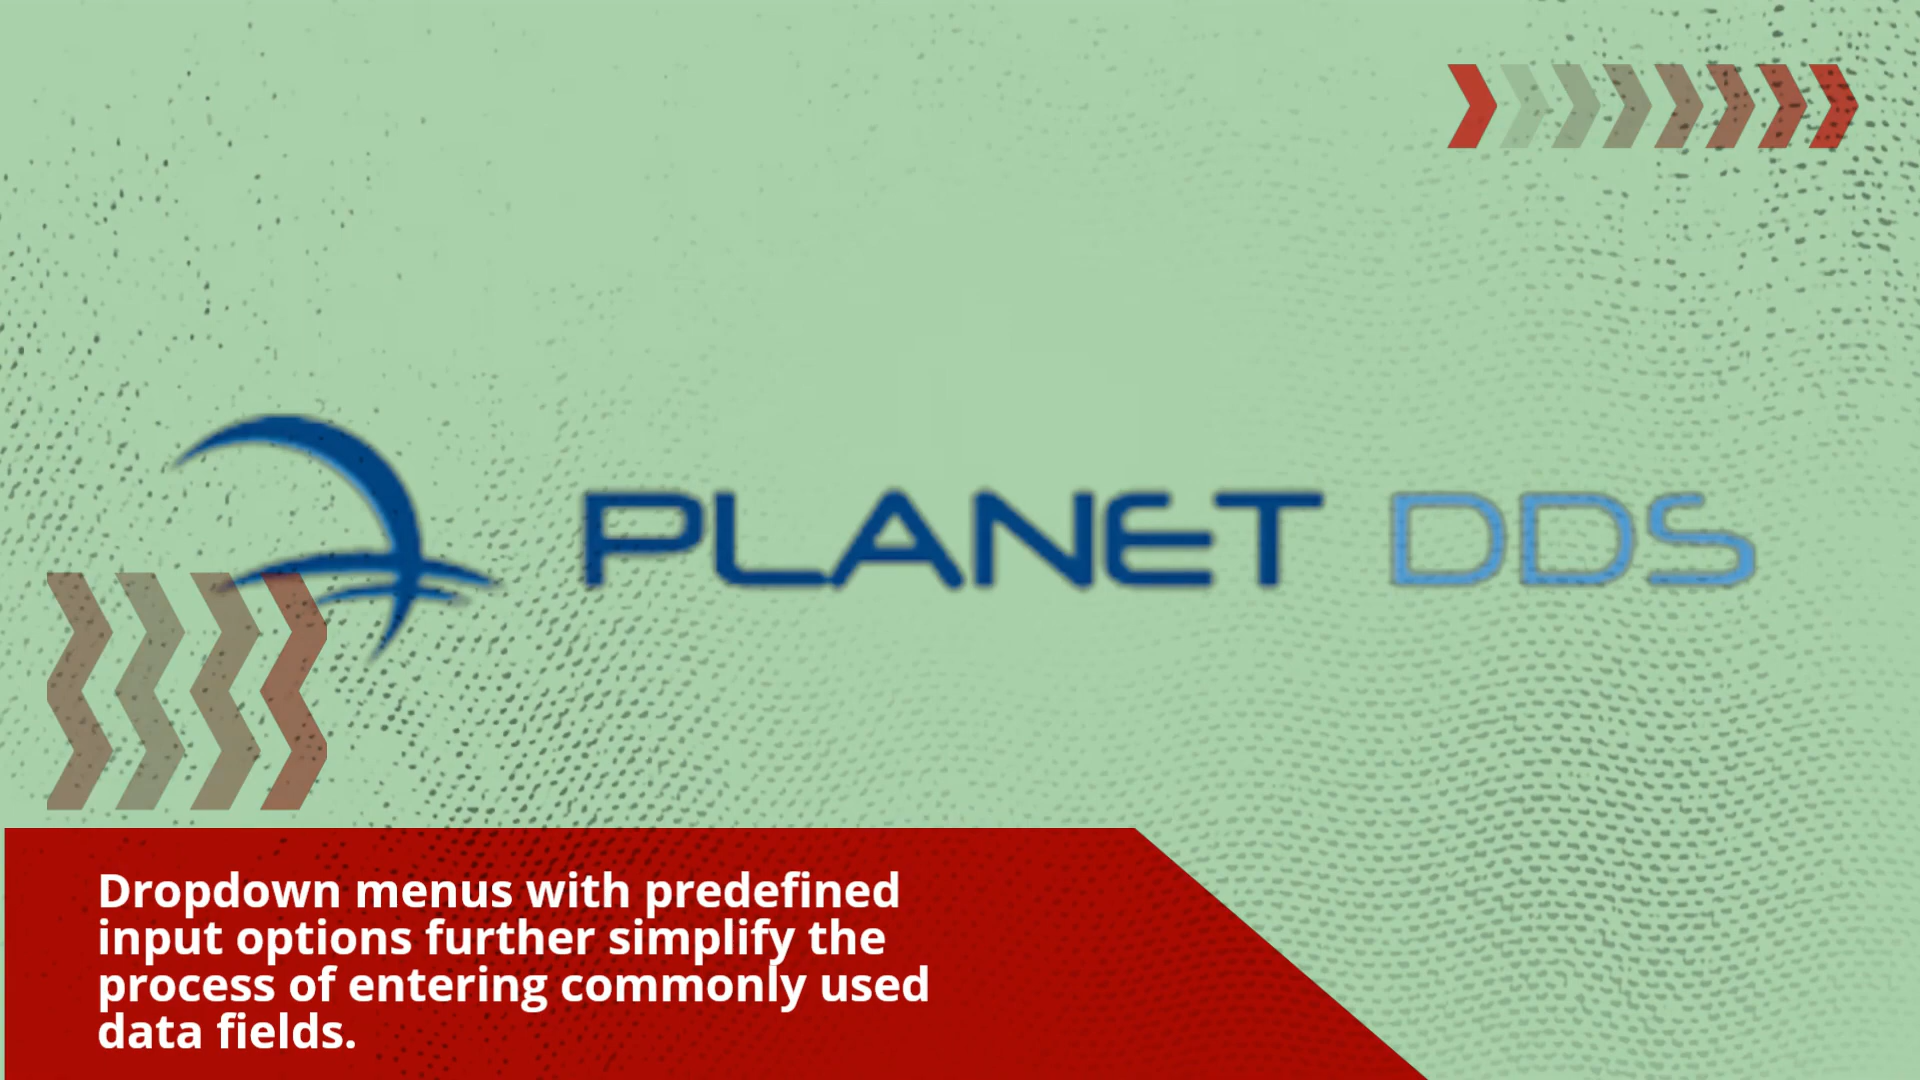 PLANET DDS
Dropdown menus with predefined
input options further simplify the
process of entering commonly used
data fields.